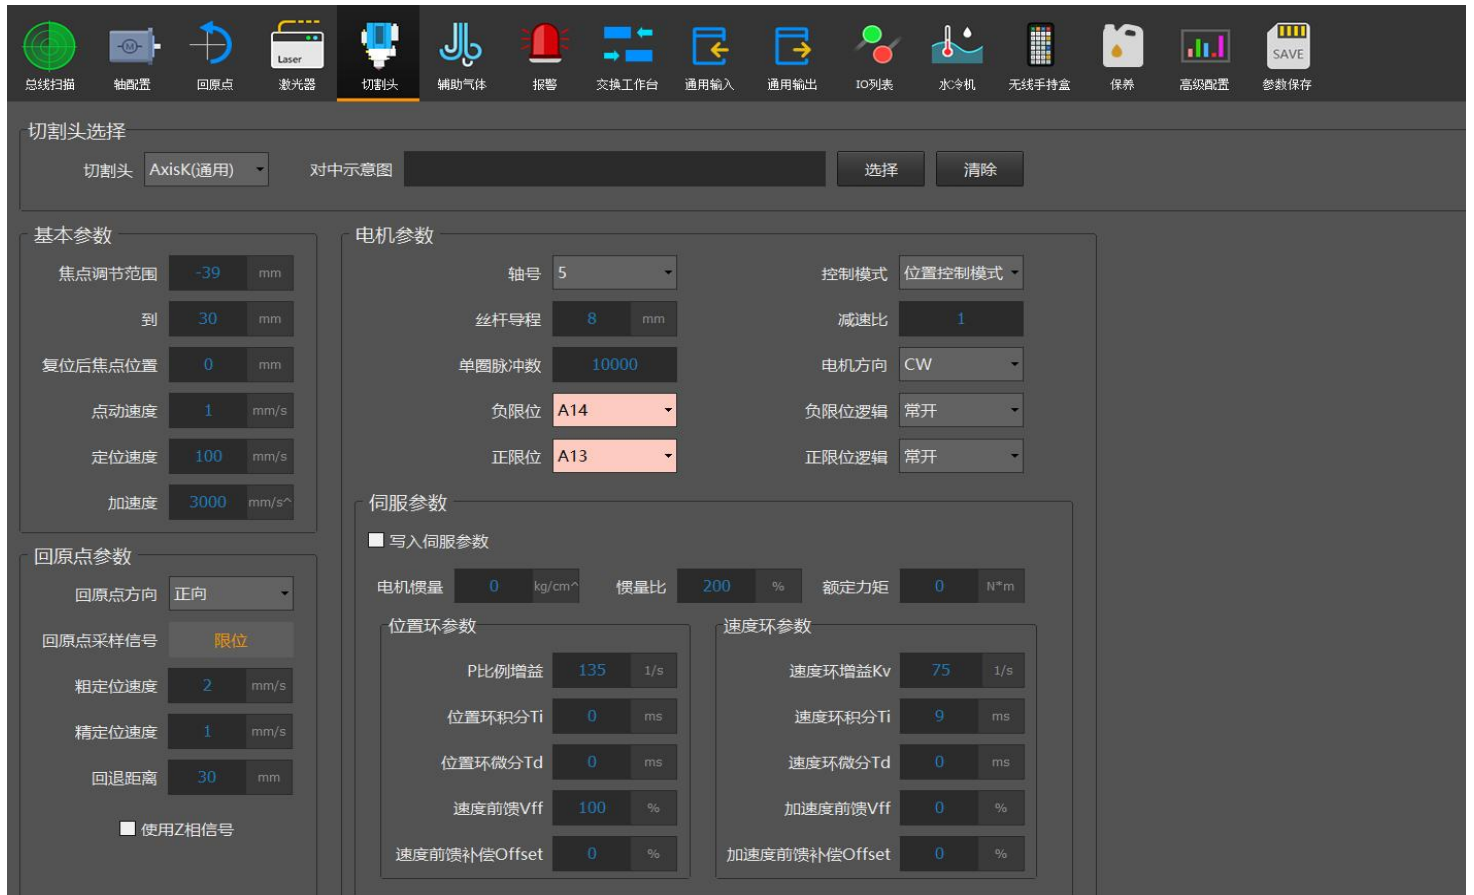 Laser
SAVE
总线扫描 轴配置 回原点 激光器 切割头 辅助气体 报警 交换工作台 通用输入 通用输出 IO列表 水冷机 无线手持盒 保养 高级配置 参数保存
切割头选择
切割头 AxisK(通用) 对中示意图 选择 清除
基本参数
焦点调节范围 -39 mm
到 30 mm
复位后焦点位置 0 mm
点动速度 1 mm/s
定位速度 100 mm/s
加速度 3000 mm/s^
回原点参数
回原点方向 正向
回原点采样信号 限位
粗定位速度 2 mm/s
精定位速度 1 mm/s
回退距离 30 mm
使用Z相信号
电机参数
轴号 5 控制模式 位置控制模式
丝杆导程 8 mm 减速比 1
单圈脉冲数 10000 电机方向 CW
负限位 A14 负限位逻辑 常开
正限位 A13 正限位逻辑 常开
伺服参数
写入伺服参数
电机惯量 0 kg/cm^ 惯量比 200 % 额定力矩 0 N*m
位置环参数
P比例增益 135 1/s
位置环积分Ti 0 ms
位置环微分Td 0 ms
速度前馈Vff 100 %
速度前馈补偿Offset 0 %
速度环参数
速度环增益Kv 75 1/s
速度环积分Ti 9 ms
速度环微分Td 0 ms
加速度前馈Vff 0 %
加速度前馈补偿Offset 0 %